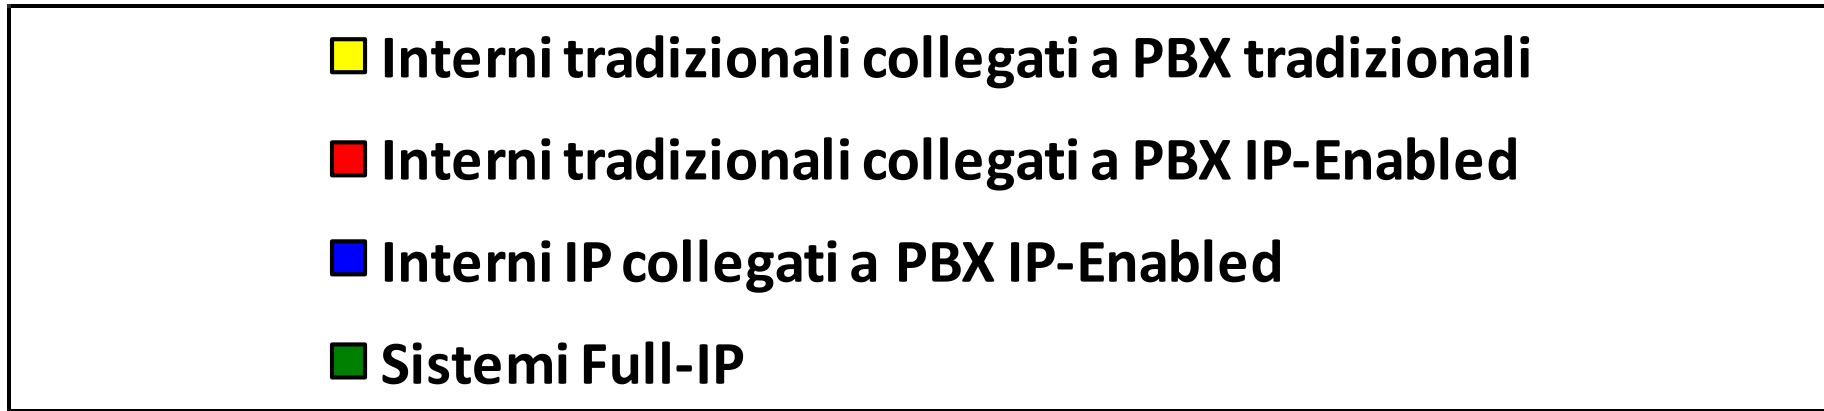 Interni tradizionali collegati a PBX tradizionali
Interni tradizionali collegati a PBX IP-Enabled
Interni IP collegati a PBX IP-Enabled
Sistemi Full-IP